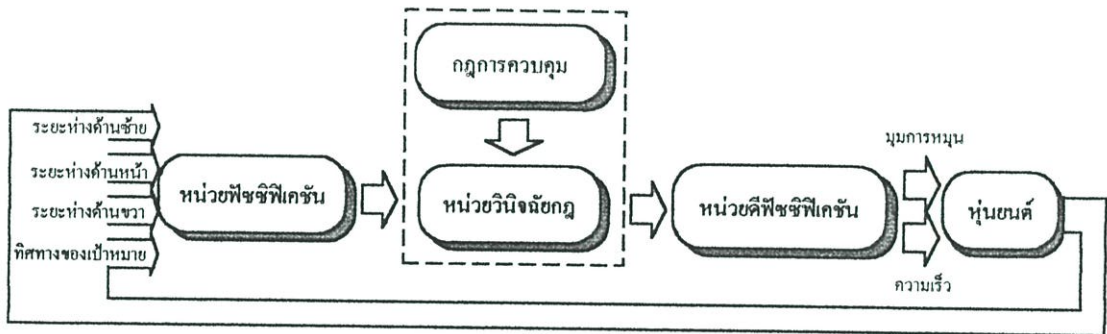 กฎการควบคุม
ระยะห่างด้านซ้าย
ระยะห่างด้านหน้า
ระยะห่างด้านขวา
ทิศทางของเป้าหมาย
หน่วยฟัซซิฟิเคชัน
หน่วยวินิจฉัยกฎ
หน่วยดีฟัซซิฟิเคชัน
มุมการหมุน
หุ่นยนต์
ความเร็ว